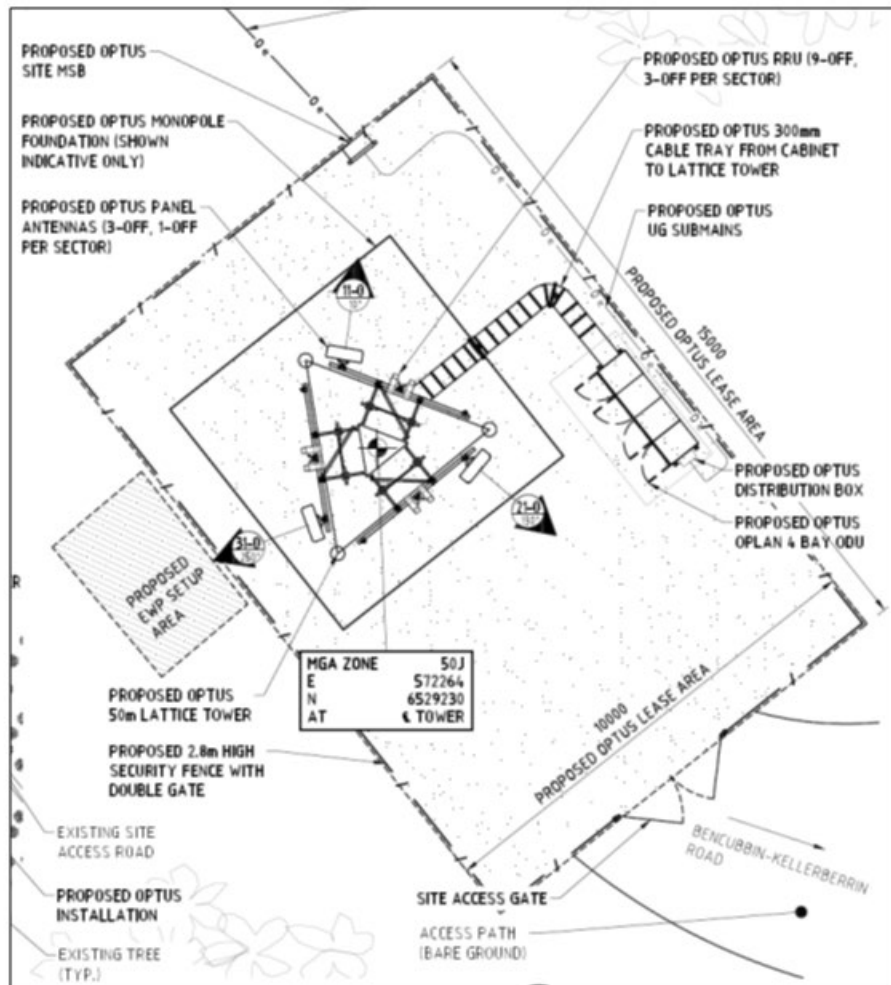 PROPOSED OPTUS
SITE MSB
PROPOSED OPTUS MONOPOLE
FOUNDATION (SHOWN
INDICATIVE ONLY)
PROPOSED OPTUS PANEL
ANTENNAS (3-OFF, 1-OFF
PER SECTOR)
PROPOSED OPTUS RRU (9-OFF,
3-OFF PER SECTOR)
PROPOSED OPTUS 300mm
CABLE TRAY FROM CABINET
TO LATTICE TOWER
PROPOSED OPTUS
UG SUBMAINS
15000
PROPOSED OPTUS LEASE AREA
11-0
21-0
31-0
PROPOSED OPTUS
DISTRIBUTION BOX
PROPOSED OPTUS
OPLAN 4 BAY ODU
PROPOSED
EWP SETUP
AREA
R
MGA ZONE 50J
E 572264
N 6529230
AT ℄ TOWER
PROPOSED OPTUS
50m LATTICE TOWER
PROPOSED 2.8m HIGH
SECURITY FENCE WITH
DOUBLE GATE
10000
PROPOSED OPTUS LEASE AREA
EXISTING SITE
ACCESS ROAD
PROPOSED OPTUS
INSTALLATION
EXISTING TREE
(TYP.)
SITE ACCESS GATE
ACCESS PATH
(BARE GROUND)
BENCUBBIN-KELLERBERRIN
ROAD